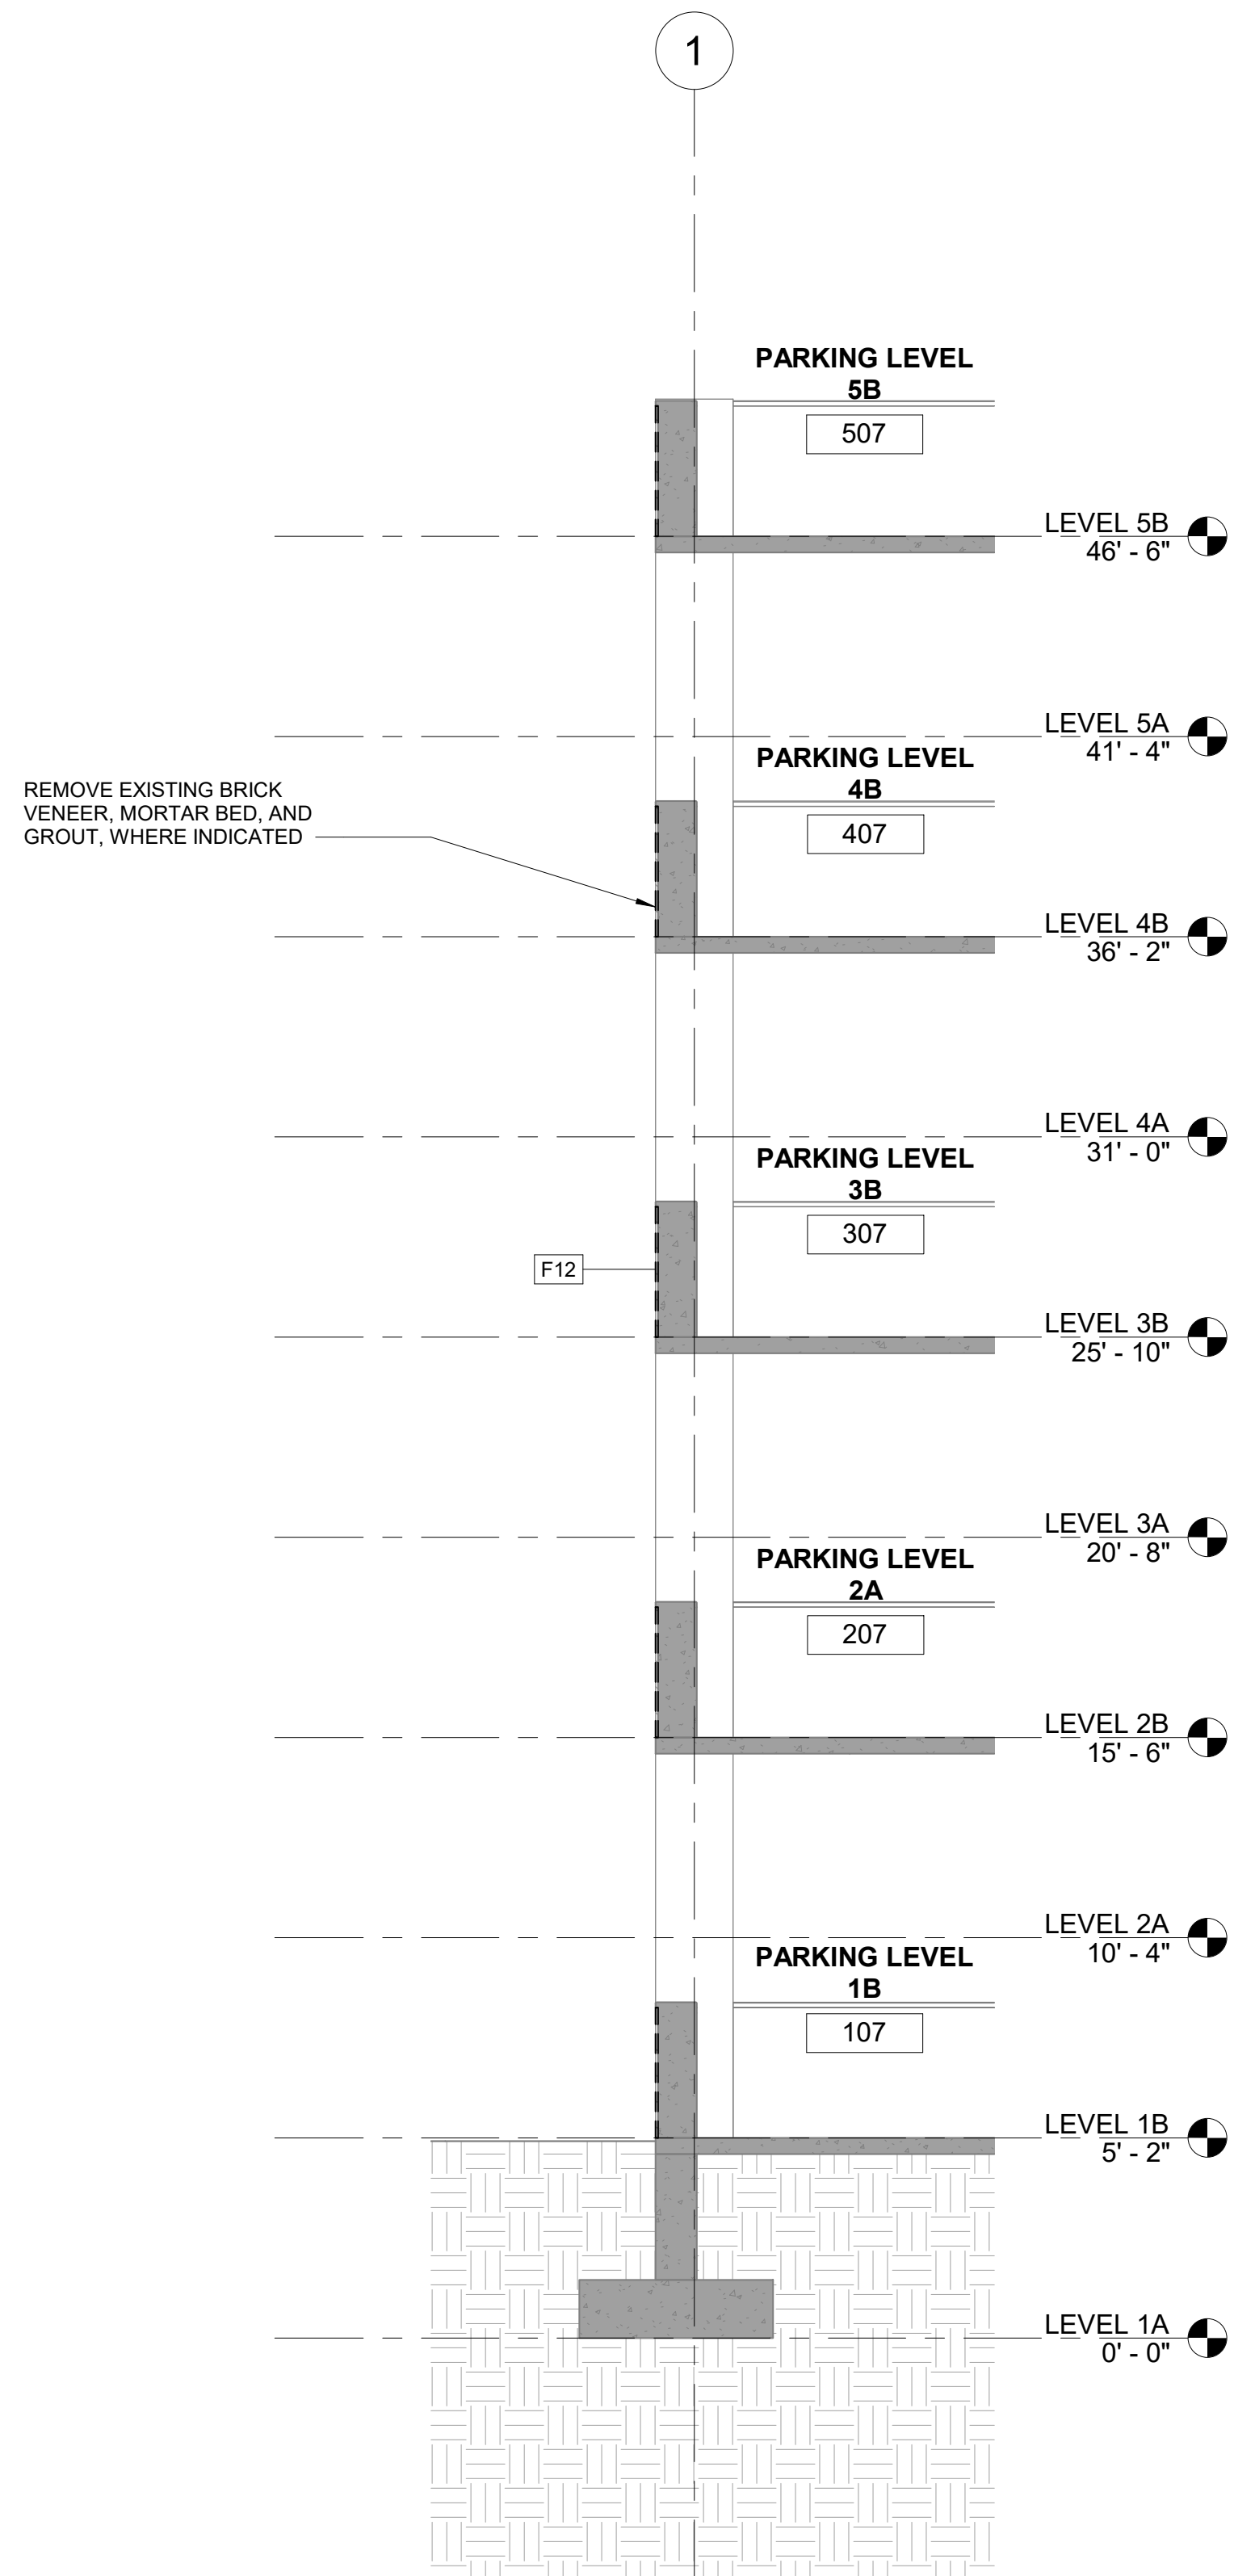 1
PARKING LEVEL
5B
507
LEVEL 5B
46' - 6"
LEVEL 5A
41' - 4"
PARKING LEVEL
4B
407
REMOVE EXISTING BRICK
VENEER, MORTAR BED, AND
GROUT, WHERE INDICATED
LEVEL 4B
36' - 2"
LEVEL 4A
31' - 0"
PARKING LEVEL
3B
307
F12
LEVEL 3B
25' - 10"
LEVEL 3A
20' - 8"
PARKING LEVEL
2A
207
LEVEL 2B
15' - 6"
LEVEL 2A
10' - 4"
PARKING LEVEL
1B
107
LEVEL 1B
5' - 2"
LEVEL 1A
0' - 0"